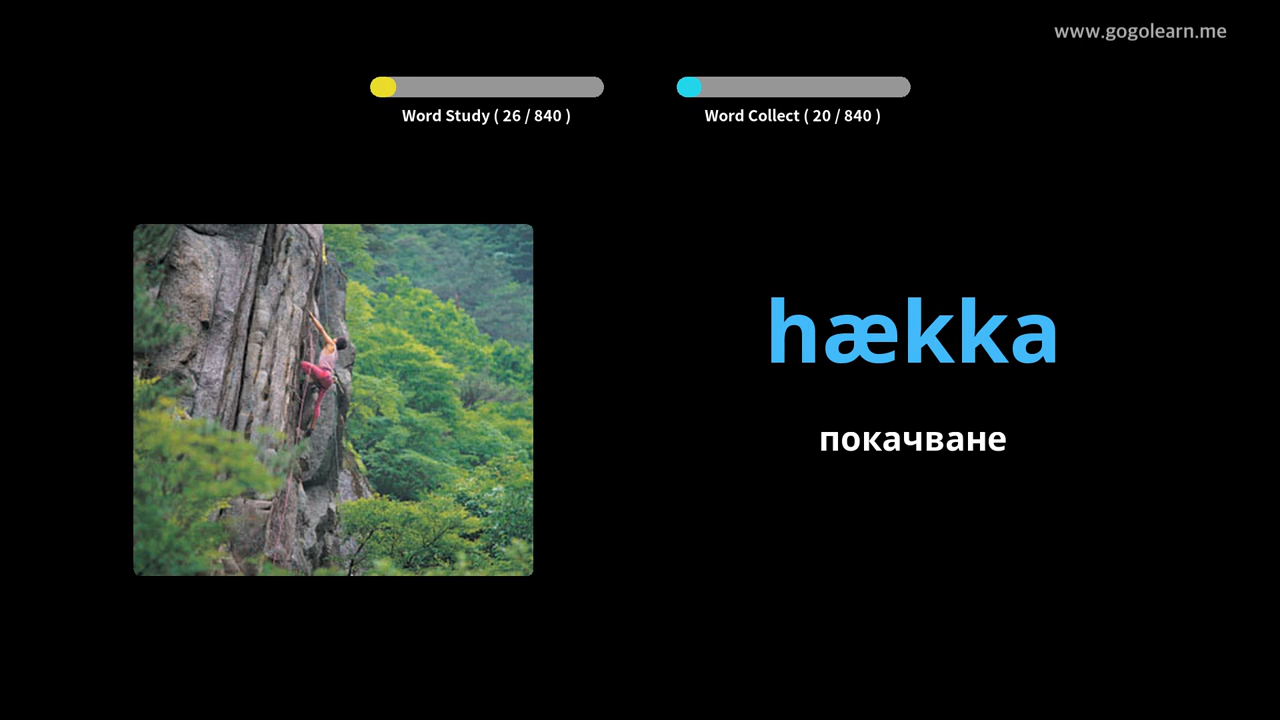 www.gogolearn.me
Word Study ( 26 / 840 )
Word Collect ( 20 / 840 )
hækka
покачване